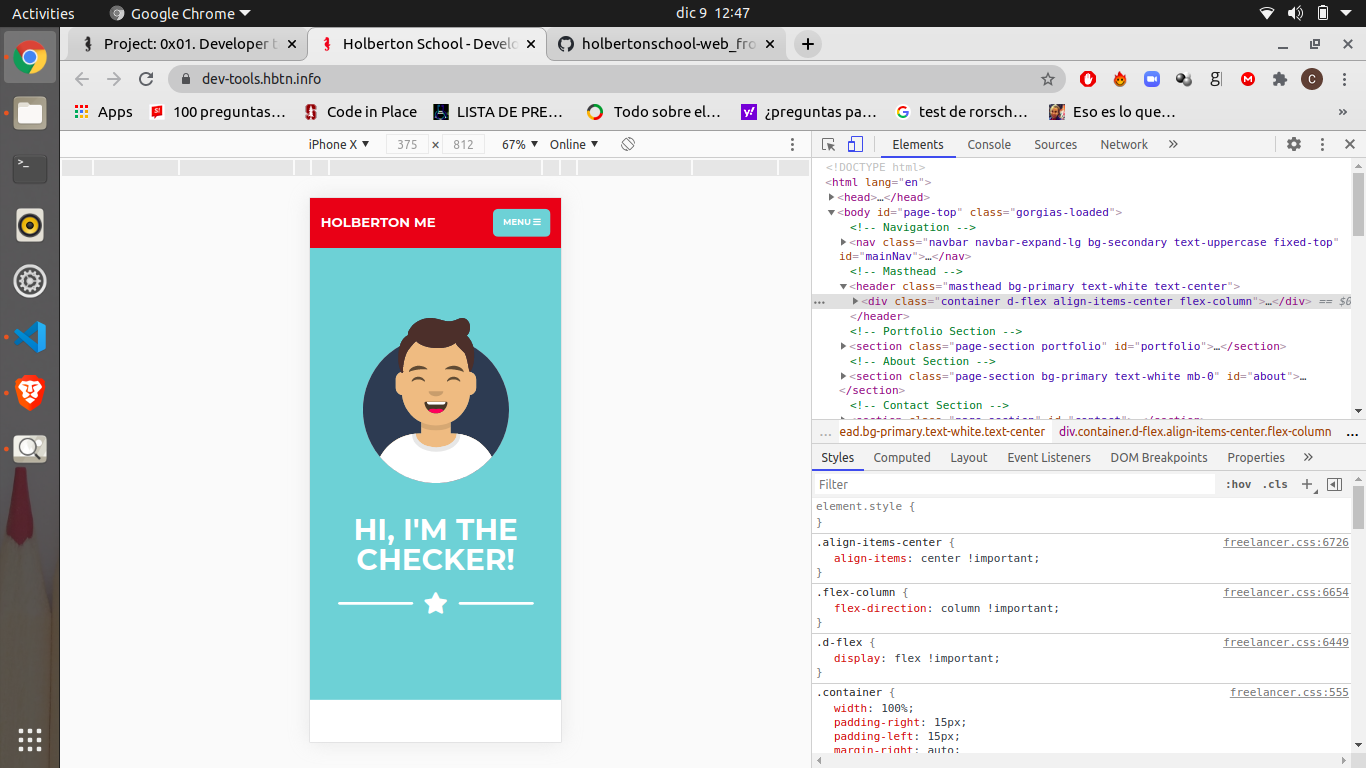 Activities Google Chrome dic 9 12:47
Project: 0x01. Developer t Holberton School - Develo holbertonschool-web_fro
dev-tools.hbtn.info C
Apps 100 preguntas... Code in Place LISTA DE PRE... Todo sobre el... ¿preguntas pa... test de rorsch... Eso es lo que... »
iPhone X 375 × 812 67% Online
Elements Console Sources Network »
HOLBERTON ME
MENU
HI, I'M THE
CHECKER!
<!DOCTYPE html>
<html lang="en">
<head>…</head>
<body id="page-top" class="gorgias-loaded">
<!-- Navigation -->
<nav class="navbar navbar-expand-lg bg-secondary text-uppercase fixed-top"
id="mainNav">…</nav>
<!-- Masthead -->
<header class="masthead bg-primary text-white text-center">
<div class="container d-flex align-items-center flex-column">…</div> == $0
</header>
<!-- Portfolio Section -->
<section class="page-section portfolio" id="portfolio">…</section>
<!-- About Section -->
<section class="page-section bg-primary text-white mb-0" id="about">…
</section>
<!-- Contact Section -->
... ead.bg-primary.text-white.text-center div.container.d-flex.align-items-center.flex-column ...
Styles Computed Layout Event Listeners DOM Breakpoints Properties »
Filter :hov .cls +
element.style {
}
.align-items-center { freelancer.css:6726
align-items: center !important;
}
.flex-column { freelancer.css:6654
flex-direction: column !important;
}
.d-flex { freelancer.css:6449
display: flex !important;
}
.container { freelancer.css:555
width: 100%;
padding-right: 15px;
padding-left: 15px;
margin-right: auto;